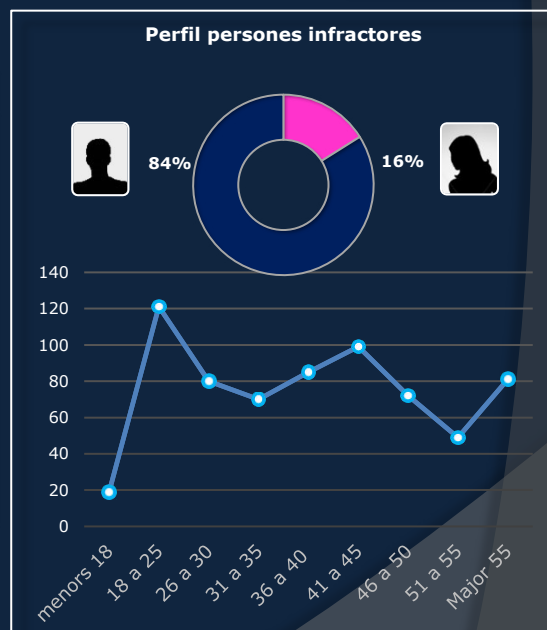 Perfil persones infractores
84%
16%
140
120
100
80
60
40
20
0
menors 18
18 a 25
26 a 30
31 a 35
36 a 40
41 a 45
46 a 50
51 a 55
Major 55